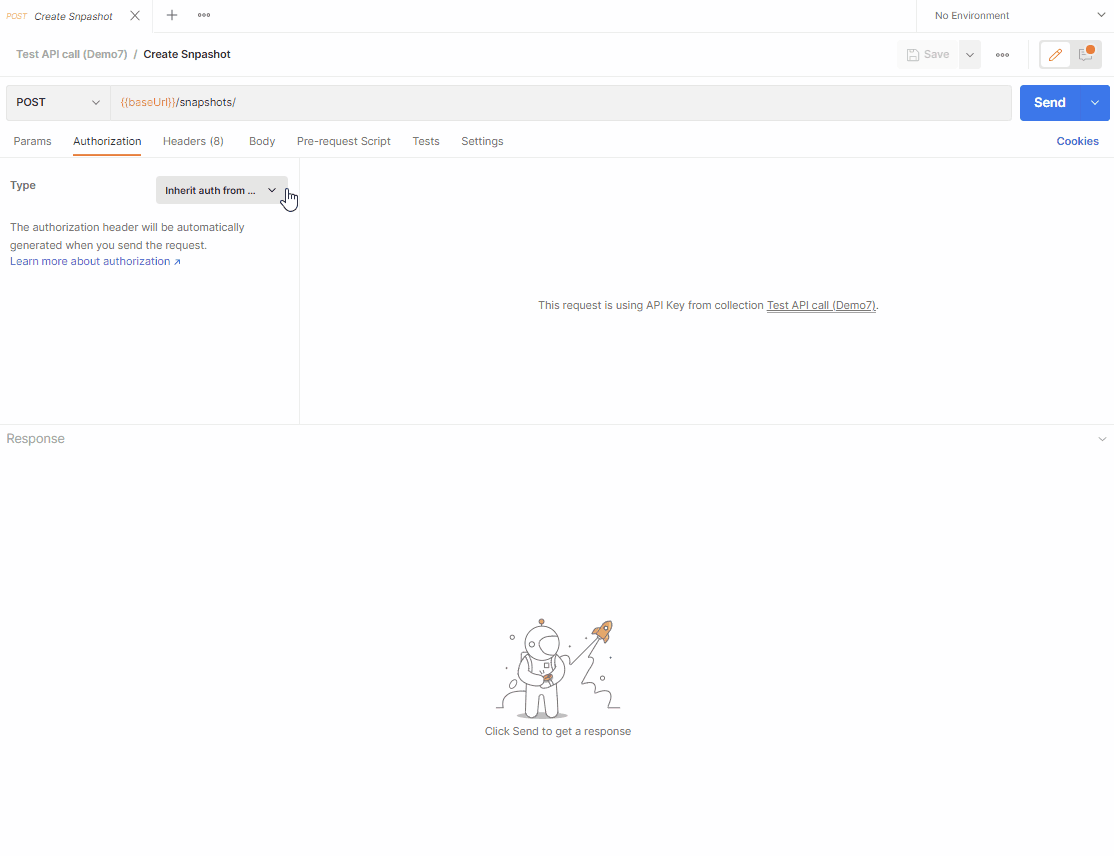 POST Create Snpashot
No Environment
Test API call (Demo7) / Create Snpashot
Save
POST
{{baseUrl}}/snapshots/
Send
Params Authorization Headers (8) Body Pre-request Script Tests Settings
Cookies
Type
Inherit auth from ...
The authorization header will be automatically
generated when you send the request.
Learn more about authorization ↗
This request is using API Key from collection Test API call (Demo7).
Response
Click Send to get a response